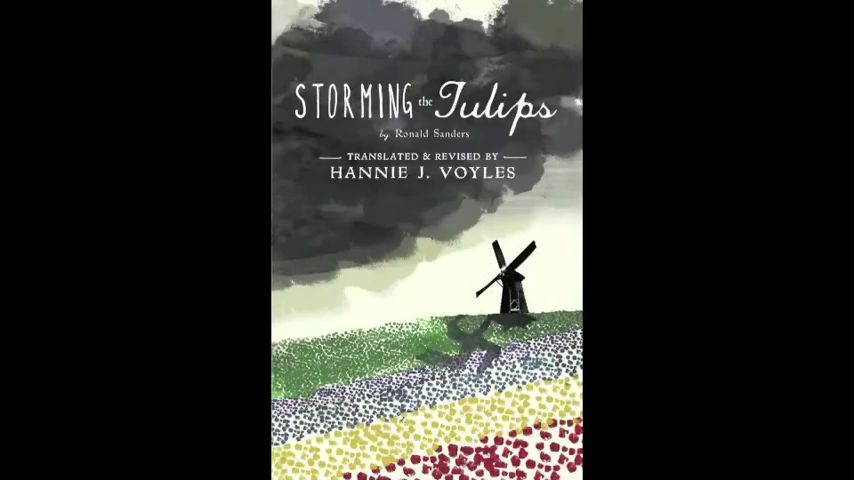 STORMING the Tulips
by Ronald Sanders
TRANSLATED & REVISED BY
HANNIE J. VOYLES